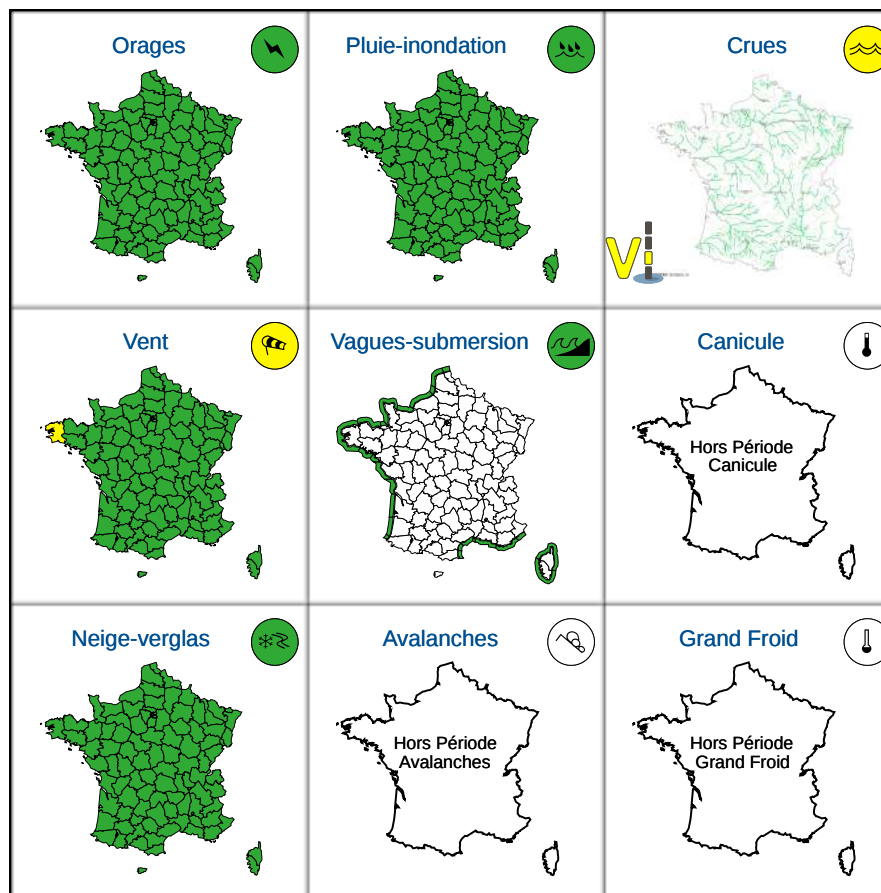 Orages
Pluie-inondation
Crues
Vi
Vent
Vagues-submersion
Canicule
Hors Période
Canicule
Neige-verglas
Avalanches
Grand Froid
Hors Période
Avalanches
Hors Période
Grand Froid